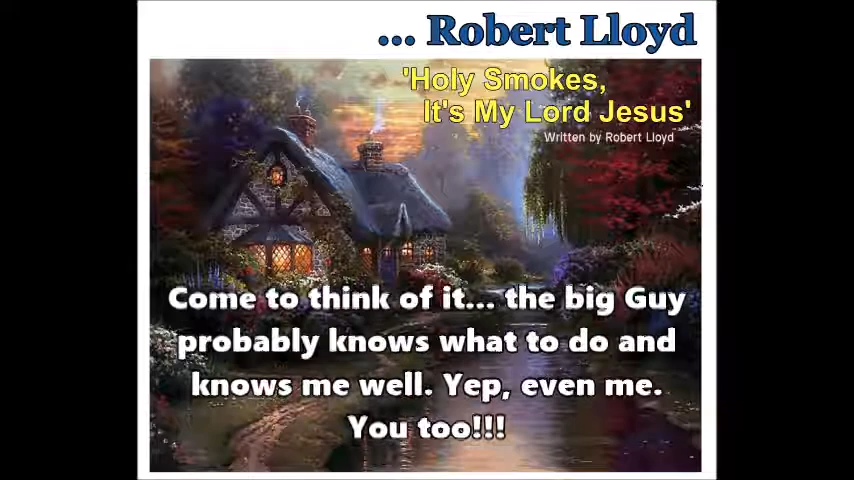 ... Robert Lloyd
'Holy Smokes,
It's My Lord Jesus'
Written by Robert Lloyd
Come to think of it... the big Guy
probably knows what to do and
knows me well. Yep, even me.
You too!!!